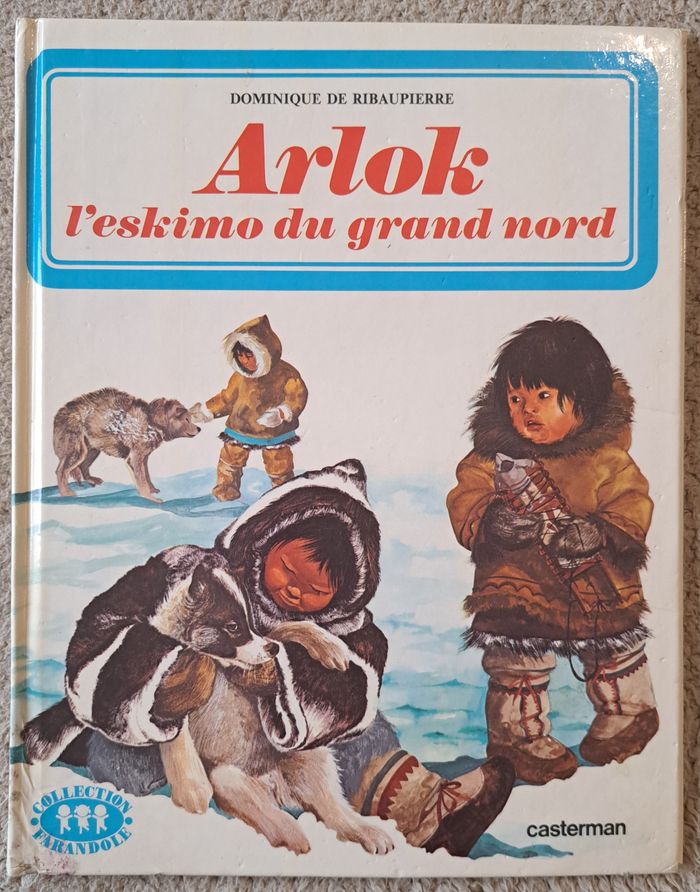 DOMINIQUE DE RIBAUPIERRE
Arlok
l'eskimo du grand nord
COLLECTION
FARANDOLE
casterman